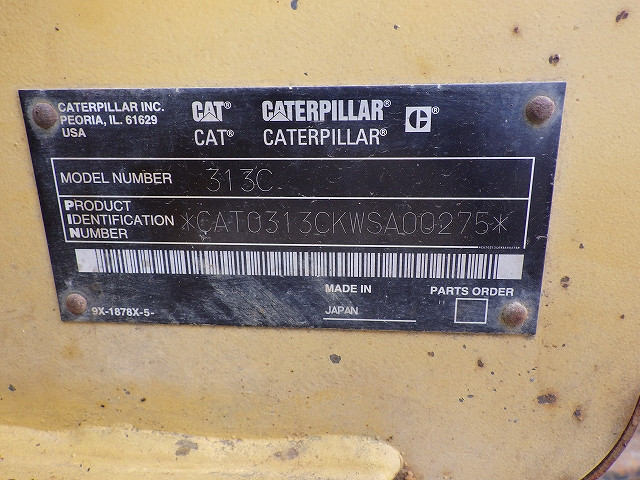 CATERPILLAR INC.
PEORIA, IL. 61629
USA
CAT® CATERPILLAR® C®
CAT® CATERPILLAR®
MODEL NUMBER 313C
PRODUCT
IDENTIFICATION
NUMBER
*CAT0313CKWSA00275*
MADE IN
JAPAN
PARTS ORDER
9X-1878X-5-